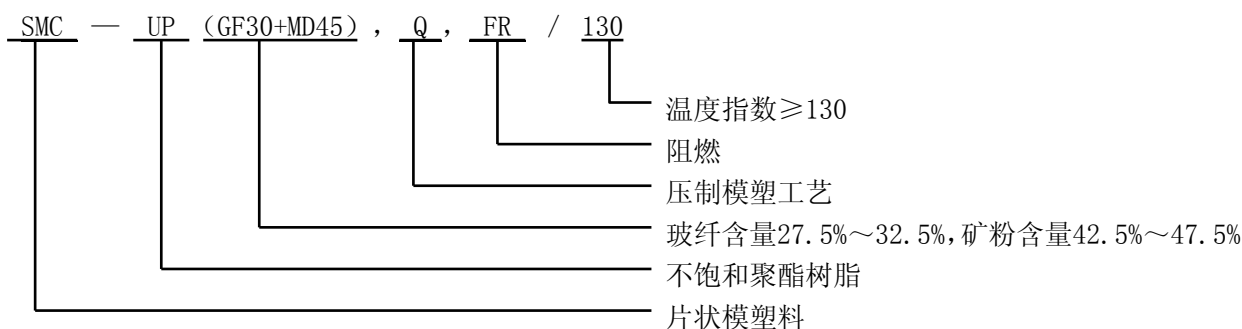 SMC — UP (GF30+MD45), Q, FR / 130
温度指数≥130
阻燃
压制模塑工艺
玻纤含量27.5%～32.5%,矿粉含量42.5%～47.5%
不饱和聚酯树脂
片状模塑料